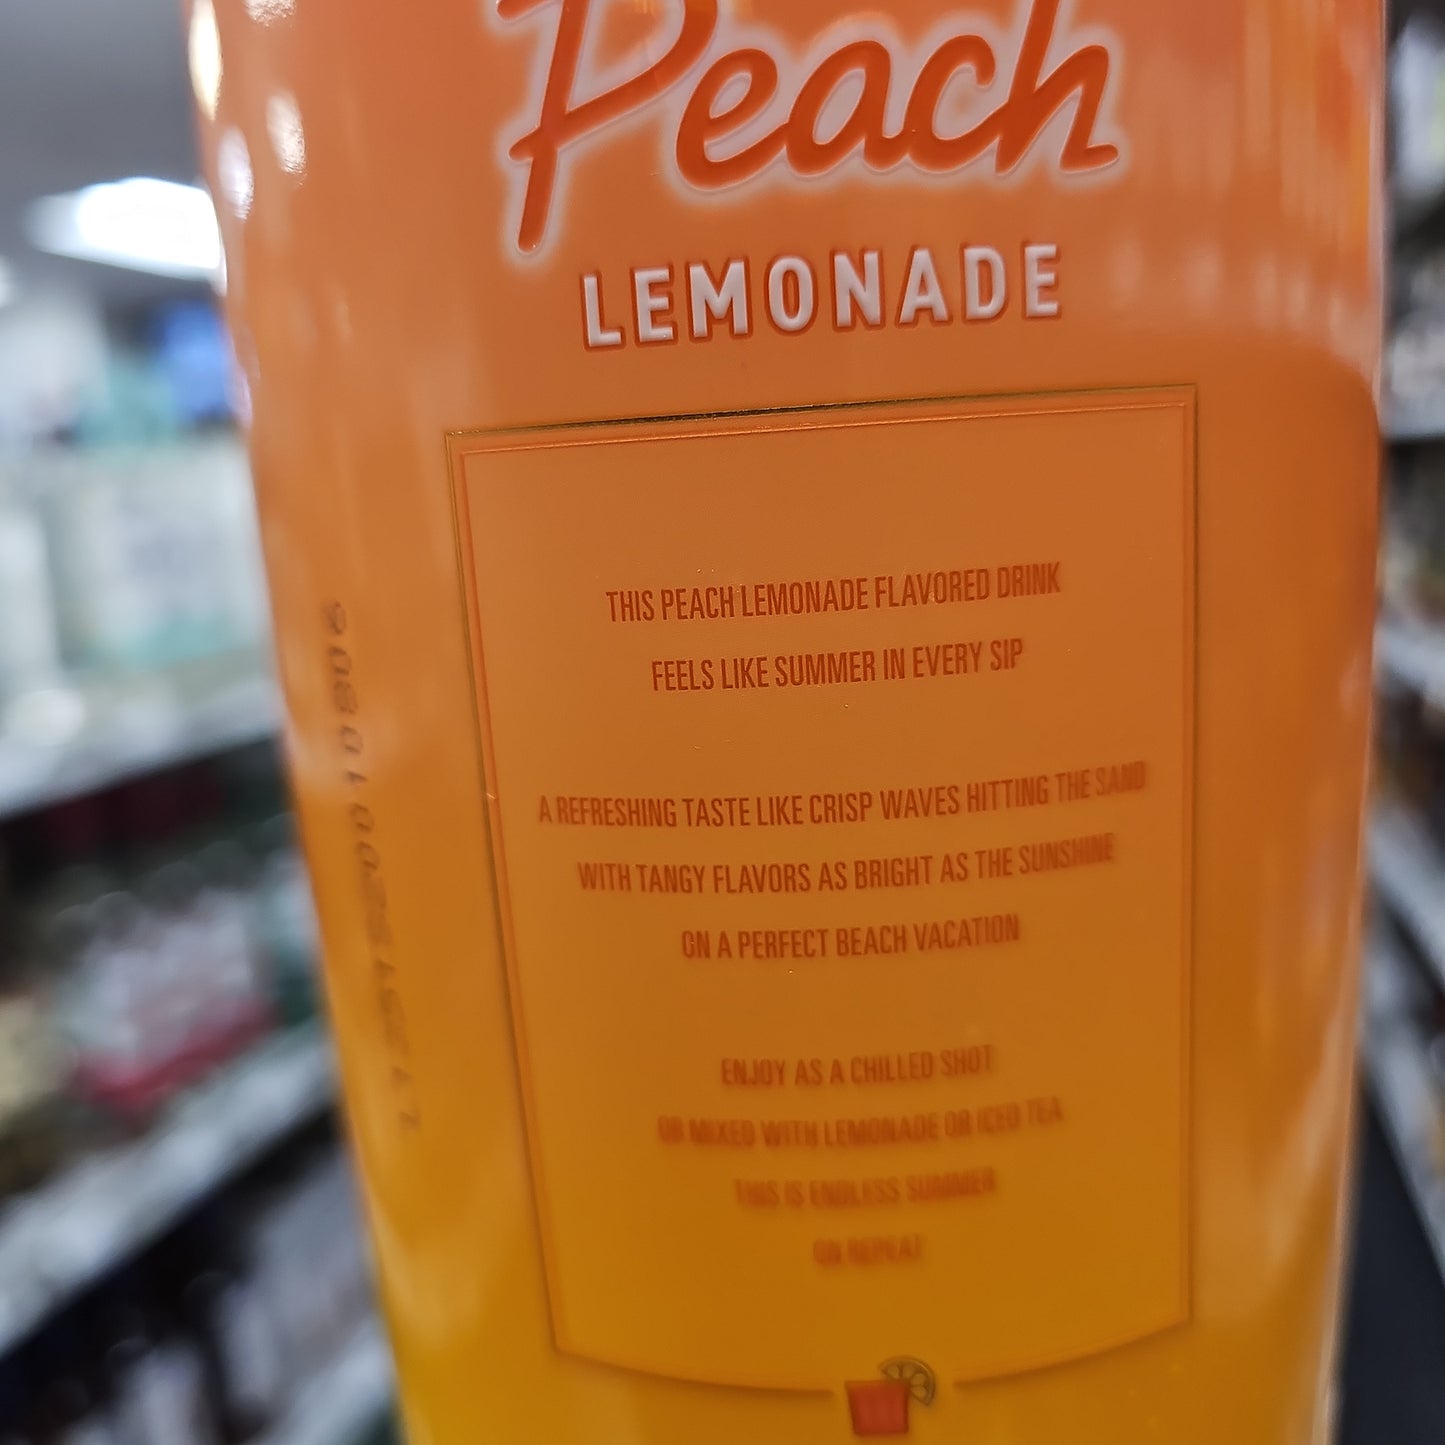 Peach
LEMONADE
THIS PEACH LEMONADE FLAVORED DRINK
FEELS LIKE SUMMER IN EVERY SIP
A REFRESHING TASTE LIKE CRISP WAVES HITTING THE SAND
WITH TANGY FLAVORS AS BRIGHT AS THE SUNSHINE
ON A PERFECT BEACH VACATION
ENJOY AS A CHILLED SHOT
OR MIXED WITH LEMONADE OR ICED TEA
THIS IS ENDLESS SUMMER
ON REPEAT